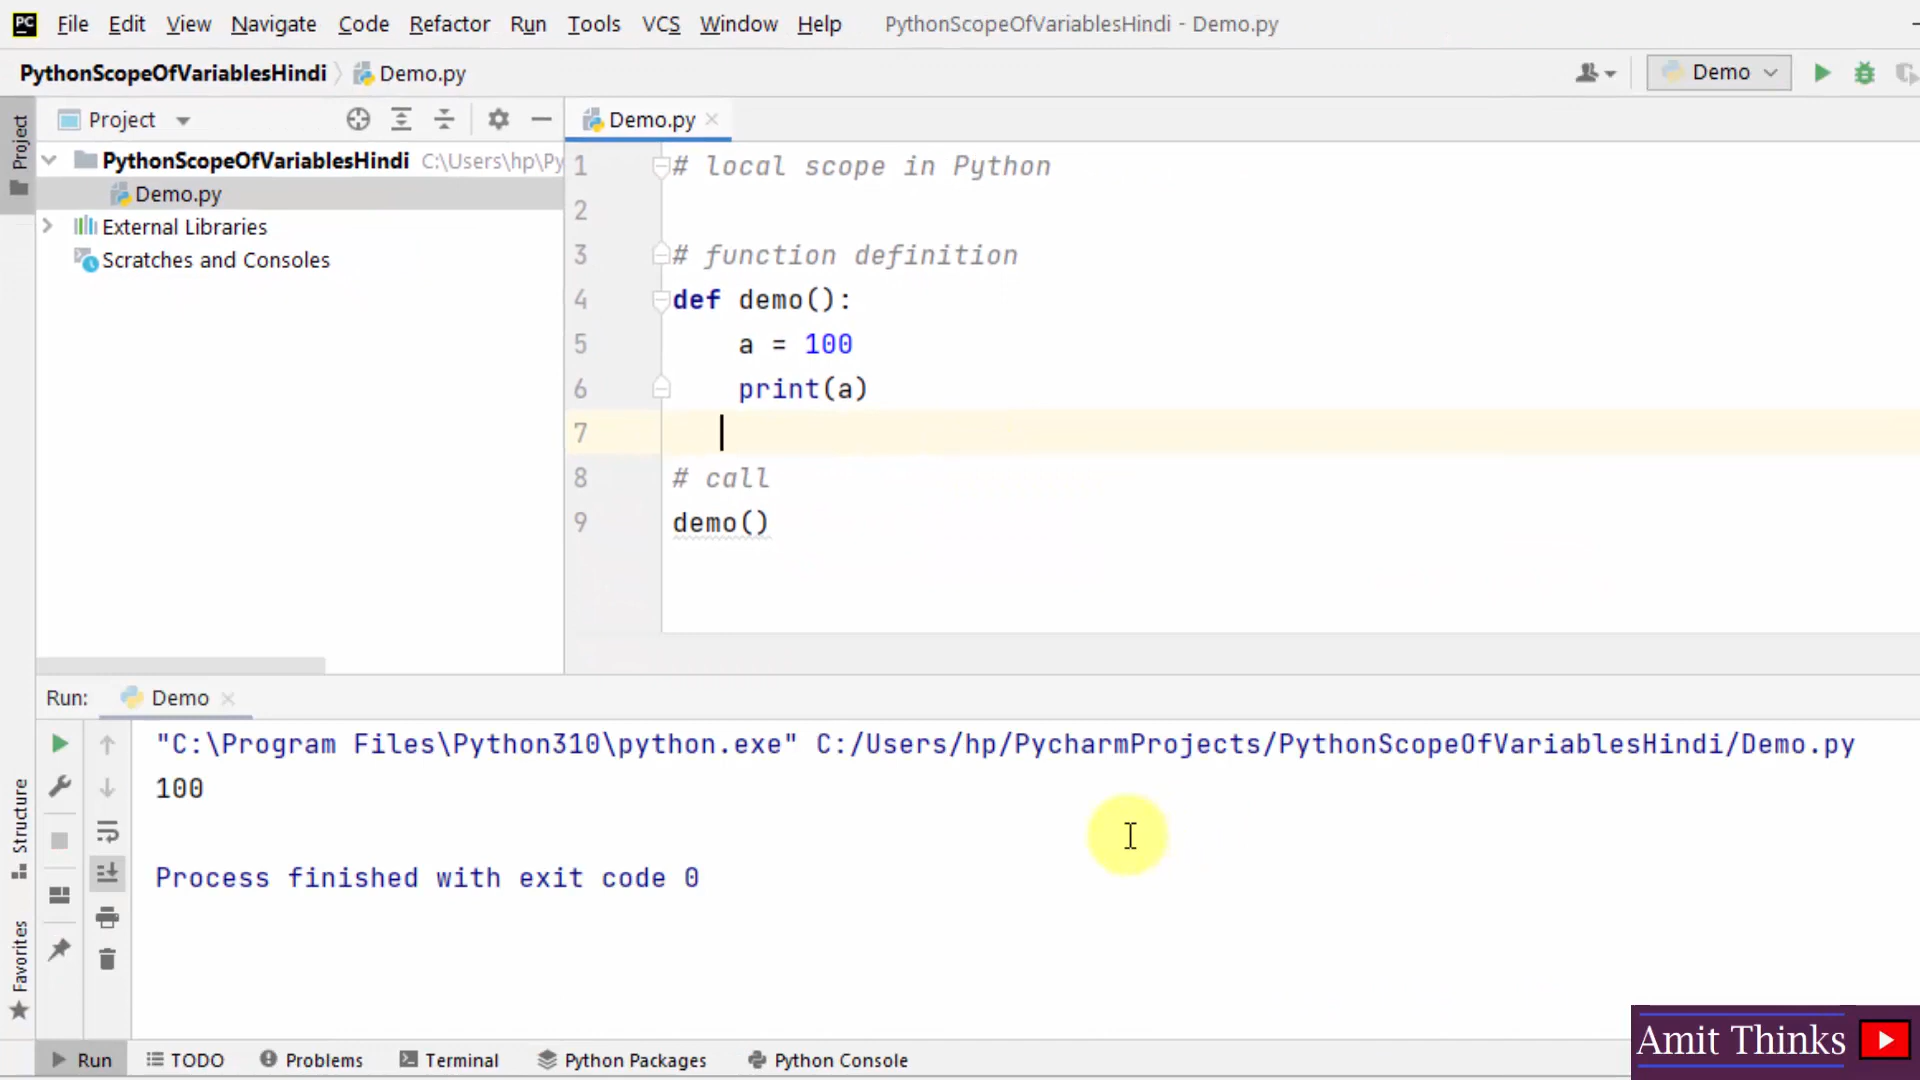 PC File Edit View Navigate Code Refactor Run Tools VCS Window Help PythonScopeOfVariablesHindi - Demo.py
PythonScopeOfVariablesHindi Demo.py Demo
Project Demo.py
Project
PythonScopeOfVariablesHindi C:\Users\hp\Py
Demo.py
External Libraries
Scratches and Consoles
1 # local scope in Python
2
3 # function definition
4 def demo():
5 a = 100
6 print(a)
7
8 # call
9 demo()
Run: Demo
"C:\Program Files\Python310\python.exe" C:/Users/hp/PycharmProjects/PythonScopeOfVariablesHindi/Demo.py
100
Process finished with exit code 0
Structure
Favorites
Run TODO Problems Terminal Python Packages Python Console
Amit Thinks